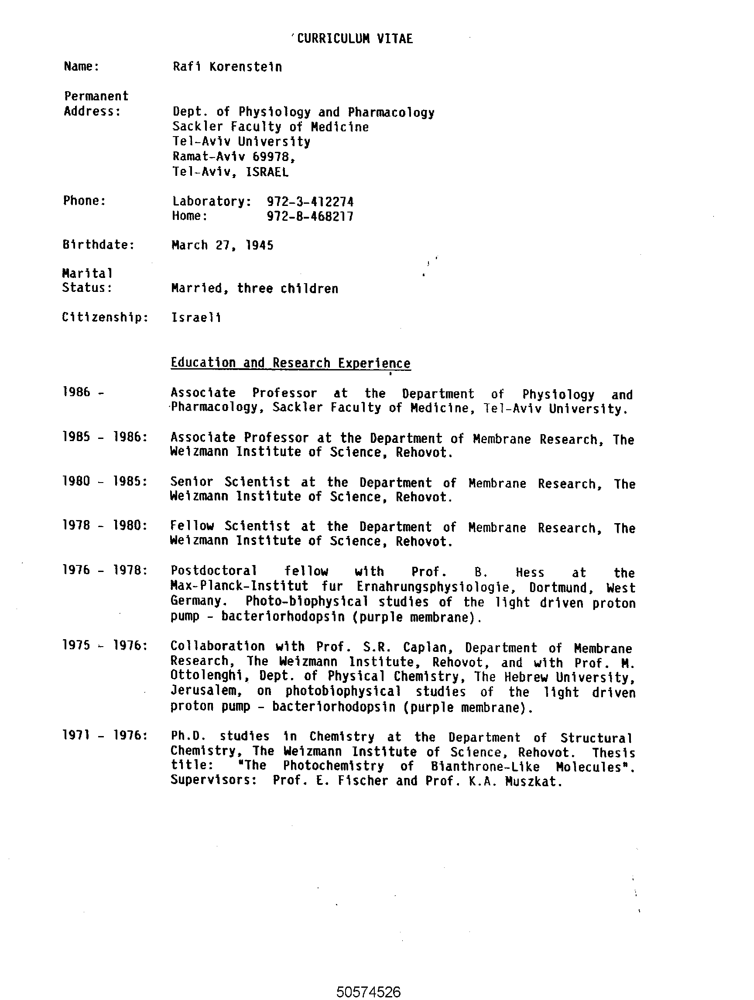 CURRICULUM VITAE
Name: Rafi Korenstein
Permanent
Address: Dept. of Physiology and Pharmacology
Sackler Faculty of Medicine
Tel-Aviv University
Ramat-Aviv 69978,
Tel-Aviv, ISRAEL
Phone: Laboratory: 972-3-412274
Home: 972-8-468217
Birthdate: March 27, 1945
Marital
Status: Married, three children
Citizenship: Israeli
Education and Research Experience
1986 - Associate Professor at the Department of Physiology and
Pharmacology, Sackler Faculty of Medicine, Tel-Aviv University.
1985 - 1986: Associate Professor at the Department of Membrane Research, The
Weizmann Institute of Science, Rehovot.
1980 - 1985: Senior Scientist at the Department of Membrane Research, The
Weizmann Institute of Science, Rehovot.
1978 - 1980: Fellow Scientist at the Department of Membrane Research, The
Weizmann Institute of Science, Rehovot.
1976 - 1978: Postdoctoral fellow with Prof. B. Hess at the
Max-Planck-Institut fur Ernahrungsphysiologie, Dortmund, West
Germany. Photo-biophysical studies of the light driven proton
pump - bacteriorhodopsin (purple membrane).
1975 - 1976: Collaboration with Prof. S.R. Caplan, Department of Membrane
Research, The Weizmann Institute, Rehovot, and with Prof. M.
Ottolenghi, Dept. of Physical Chemistry, The Hebrew University,
Jerusalem, on photobiophysical studies of the light driven
proton pump - bacteriorhodopsin (purple membrane).
1971 - 1976: Ph.D. studies in Chemistry at the Department of Structural
Chemistry, The Weizmann Institute of Science, Rehovot. Thesis
title: "The Photochemistry of Bianthrone-Like Molecules".
Supervisors: Prof. E. Fischer and Prof. K.A. Muszkat.
50574526